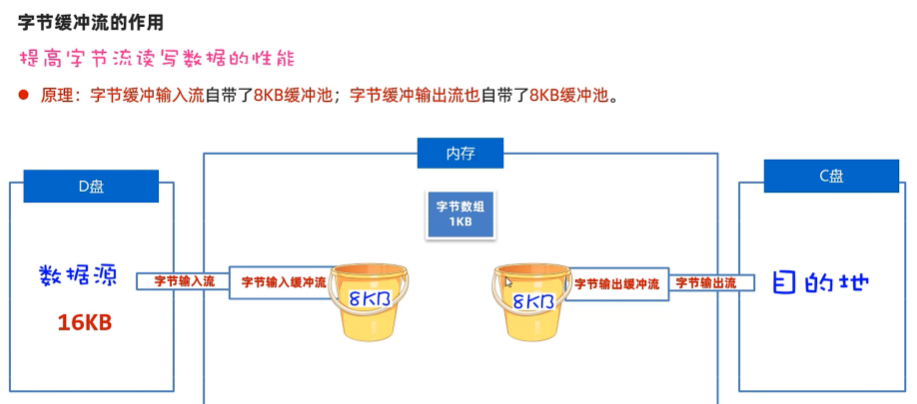 字节缓冲流的作用
提高字节流读写数据的性能
● 原理：字节缓冲输入流自带了8KB缓冲池；字节缓冲输出流也自带了8KB缓冲池。
内存
D盘
C盘
字节数组
1KB
数据源
字节输入流
字节输入缓冲流
8KB
8KB
字节输出缓冲流
字节输出流
目的地
16KB